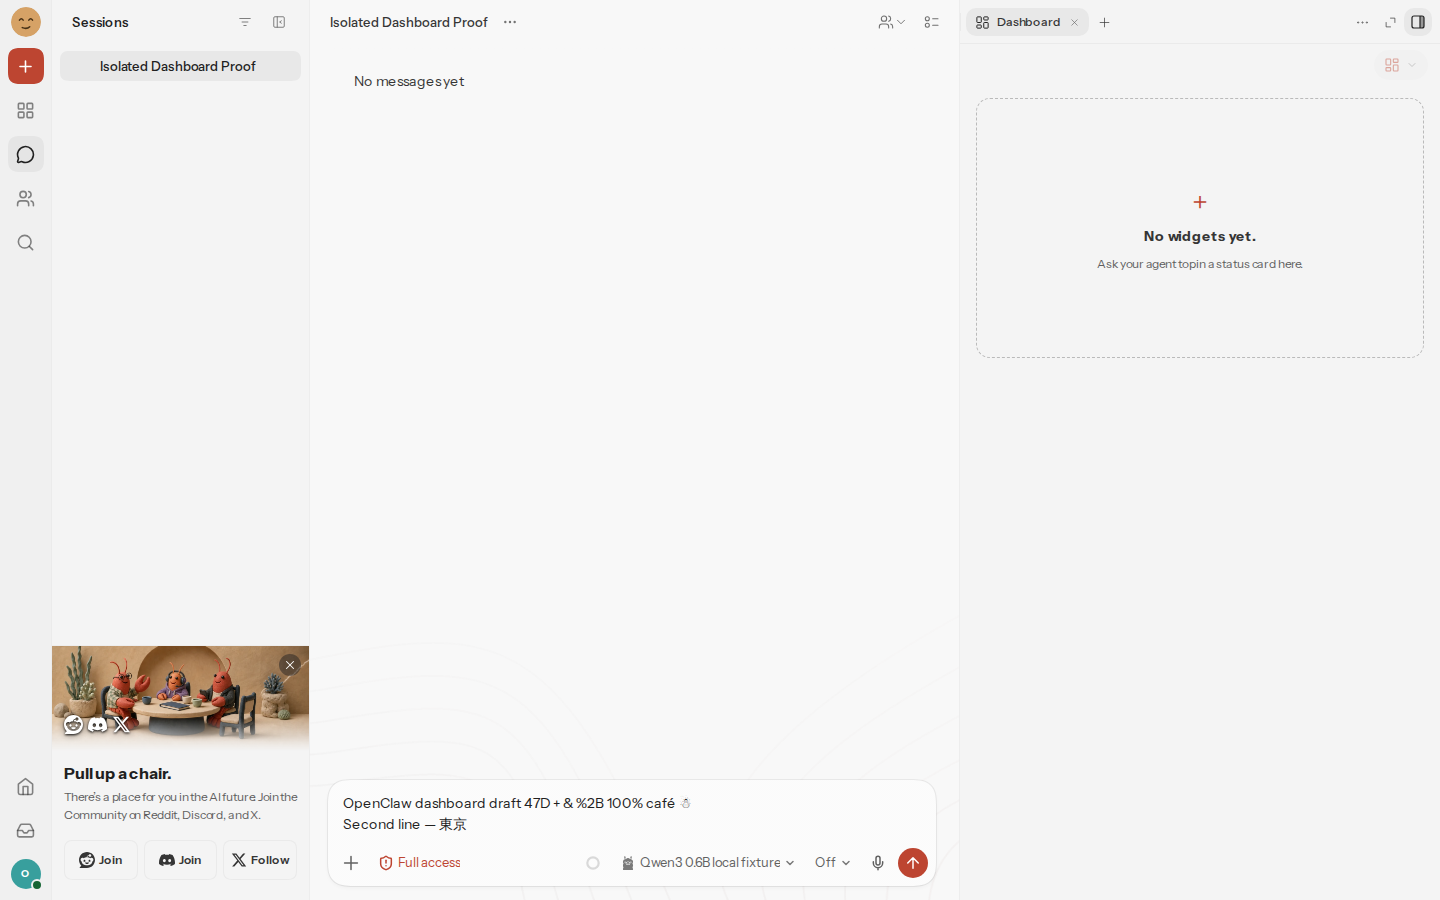 Sessions
Isolated Dashboard Proof
Isolated Dashboard Proof
No messages yet
Dashboard
No widgets yet.
Ask your agent to pin a status card here.
Pull up a chair.
There's a place for you in the AI future. Join the
Community on Reddit, Discord, and X.
Join
Join
Follow
OpenClaw dashboard draft 47D + & %2B 100% café ☃
Second line — 東京
Full access
Qwen3 0.6B local fixture
Off
O